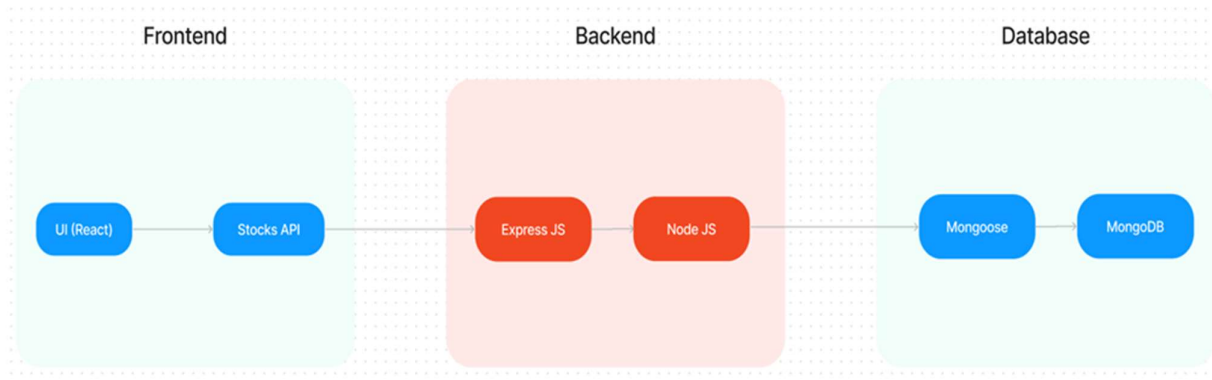 Frontend
Backend
Database
UI (React)
Stocks API
Express JS
Node JS
Mongoose
MongoDB